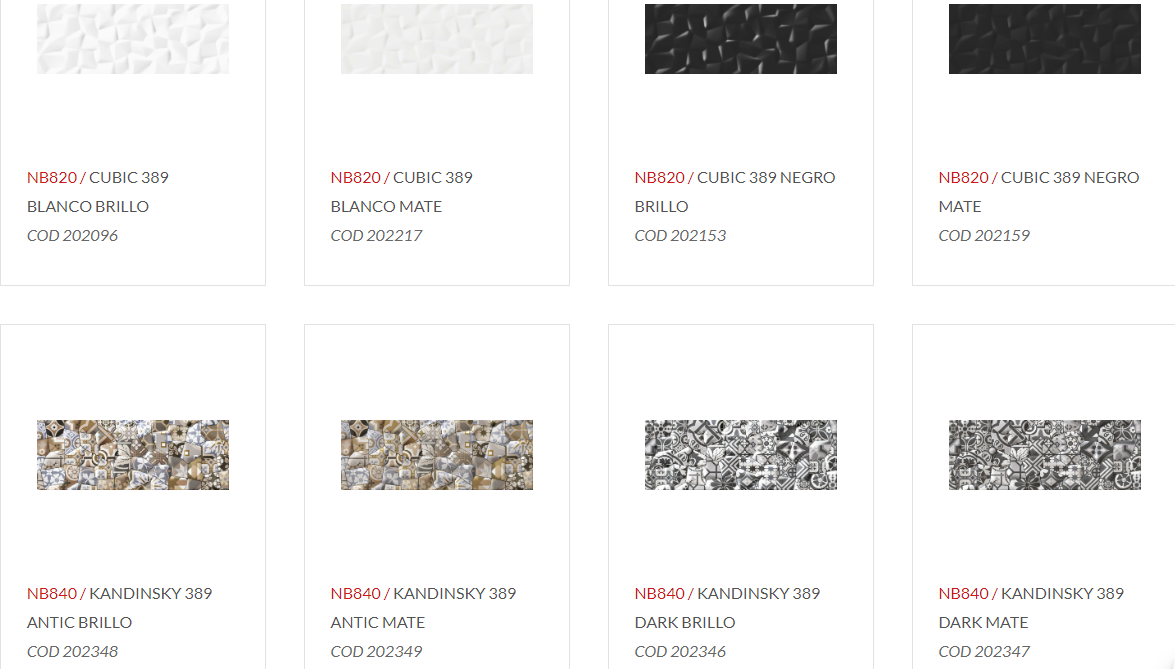 NB820 / CUBIC 389
BLANCO BRILLO
COD 202096
NB820 / CUBIC 389
BLANCO MATE
COD 202217
NB820 / CUBIC 389 NEGRO
BRILLO
COD 202153
NB820 / CUBIC 389 NEGRO
MATE
COD 202159
NB840 / KANDINSKY 389
ANTIC BRILLO
COD 202348
NB840 / KANDINSKY 389
ANTIC MATE
COD 202349
NB840 / KANDINSKY 389
DARK BRILLO
COD 202346
NB840 / KANDINSKY 389
DARK MATE
COD 202347